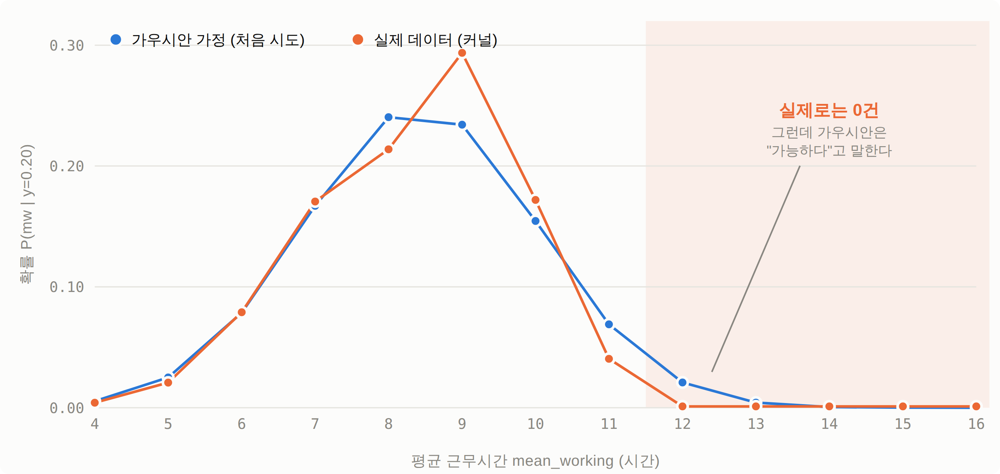 가우시안 가정 (처음 시도)
실제 데이터 (커널)
0.30
0.20
0.10
0.00
확률 P(mw | y=0.20)
실제로는 0건
그런데 가우시안은
"가능하다"고 말한다
4 5 6 7 8 9 10 11 12 13 14 15 16
평균 근무시간 mean_working (시간)